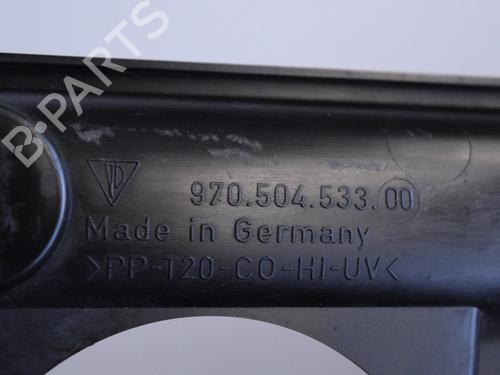 B-PARTS
970.504.533.00
Made in Germany
>PP-T20-CO-HI-UV<